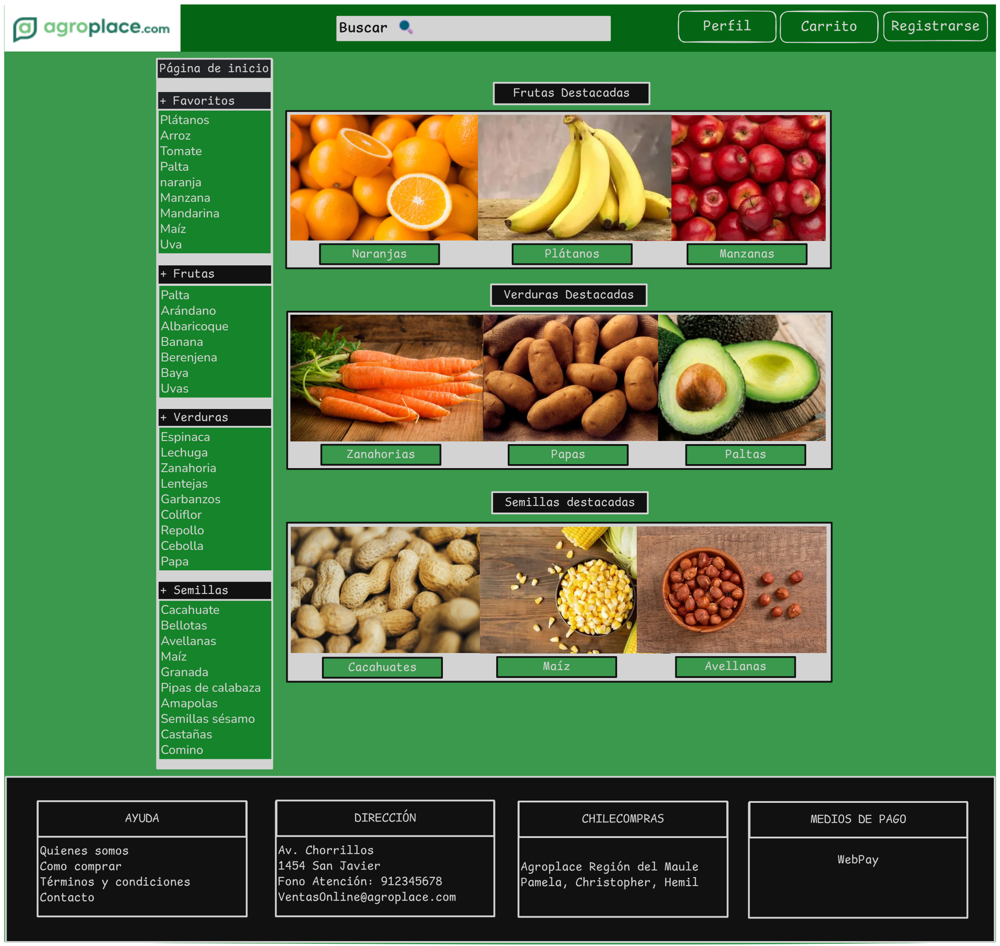 agroplace.com
Buscar
Perfil
Carrito
Registrarse
Página de inicio
+ Favoritos
Plátanos
Arroz
Tomate
Palta
naranja
Manzana
Mandarina
Maíz
Uva
+ Frutas
Palta
Arándano
Albaricoque
Banana
Berenjena
Baya
Uvas
+ Verduras
Espinaca
Lechuga
Zanahoria
Lentejas
Garbanzos
Coliflor
Repollo
Cebolla
Papa
+ Semillas
Cacahuate
Bellotas
Avellanas
Maíz
Granada
Pipas de calabaza
Amapolas
Semillas sésamo
Castañas
Comino
Frutas Destacadas
Naranjas
Plátanos
Manzanas
Verduras Destacadas
Zanahorias
Papas
Paltas
Semillas destacadas
Cacahuates
Maíz
Avellanas
AYUDA
Quienes somos
Como comprar
Términos y condiciones
Contacto
DIRECCIÓN
Av. Chorrillos
1454 San Javier
Fono Atención: 912345678
VentasOnline@agroplace.com
CHILECOMPRAS
Agroplace Región del Maule
Pamela, Christopher, Hemil
MEDIOS DE PAGO
WebPay